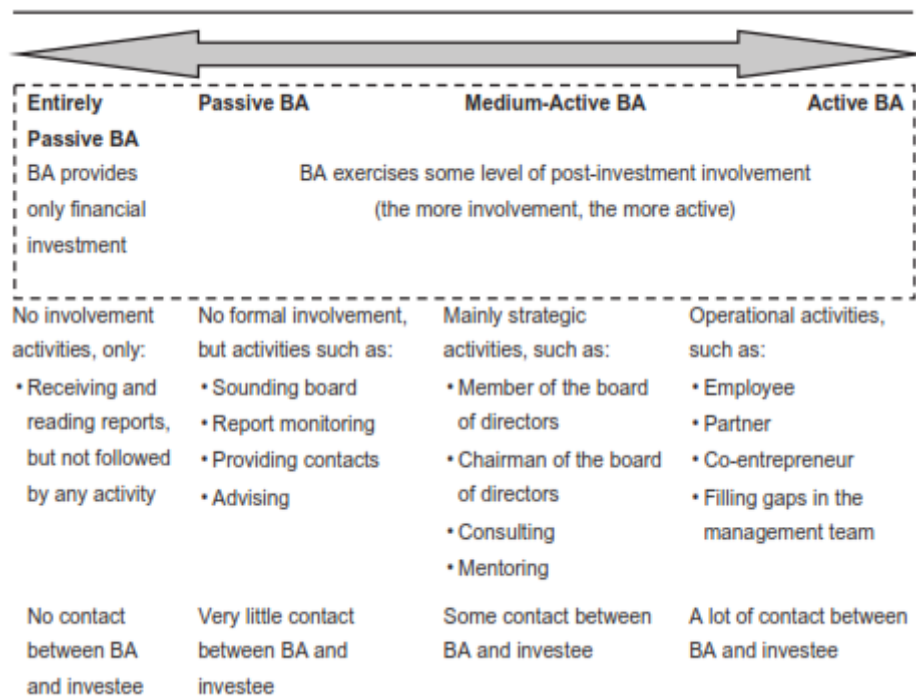 Entirely
Passive BA
Passive BA
Medium-Active BA
Active BA
BA provides
only financial
investment
BA exercises some level of post-investment involvement
(the more involvement, the more active)
No involvement
activities, only:
• Receiving and
reading reports,
but not followed
by any activity
No formal involvement,
but activities such as:
• Sounding board
• Report monitoring
• Providing contacts
• Advising
Mainly strategic
activities, such as:
• Member of the board
of directors
• Chairman of the board
of directors
• Consulting
• Mentoring
Operational activities,
such as:
• Employee
• Partner
• Co-entrepreneur
• Filling gaps in the
management team
No contact
between BA
and investee
Very little contact
between BA and
investee
Some contact between
BA and investee
A lot of contact between
BA and investee